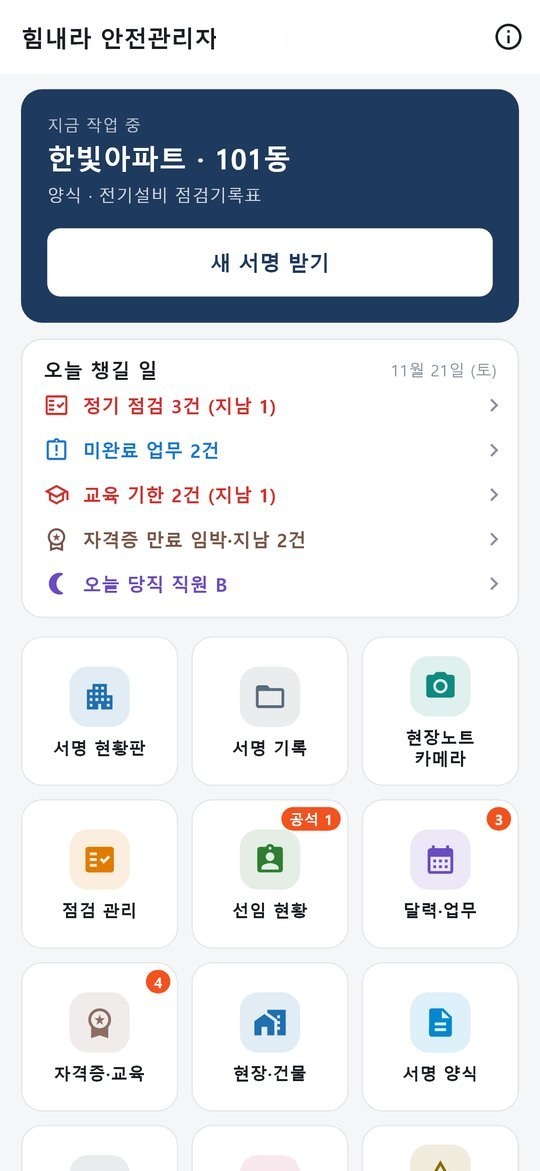 힘내라 안전관리자
지금 작업 중
한빛아파트 · 101동
양식 · 전기설비 점검기록표
새 서명 받기
오늘 챙길 일
11월 21일 (토)
정기 점검 3건 (지남 1)
미완료 업무 2건
교육 기한 2건 (지남 1)
자격증 만료 임박·지남 2건
오늘 당직 직원 B
서명 현황판
서명 기록
현장노트
카메라
점검 관리
공석 1
선임 현황
3
달력·업무
4
자격증·교육
현장·건물
서명 양식